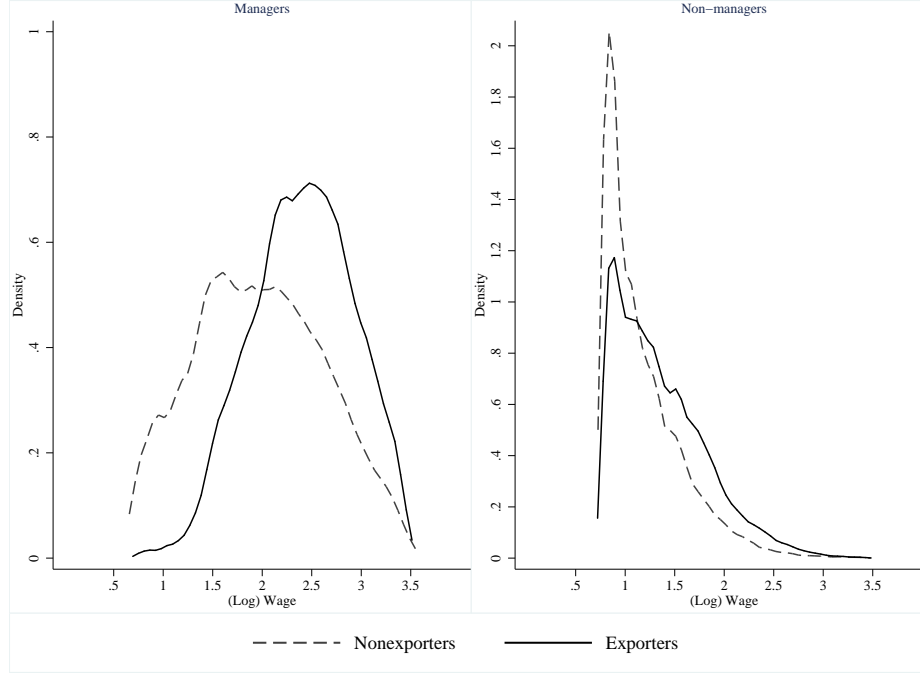 Managers
Non−managers
1
.8
.6
.4
.2
0
Density
.5 1 1.5 2 2.5 3 3.5
(Log) Wage
2
1.8
1.6
1.4
1.2
1
.8
.6
.4
.2
0
Density
.5 1 1.5 2 2.5 3 3.5
(Log) Wage
Nonexporters Exporters